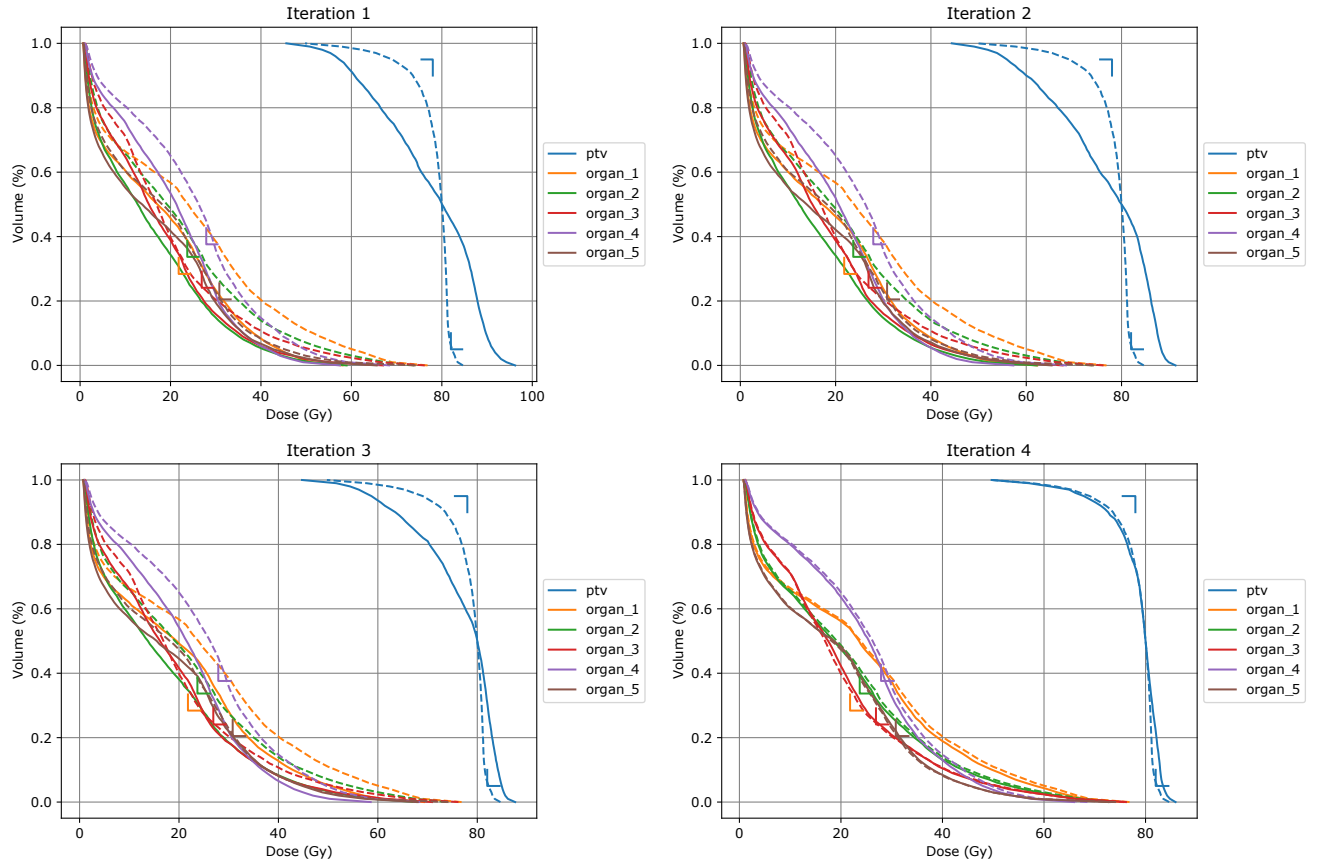 Iteration 1
Volume (%)
1.0
0.8
0.6
0.4
0.2
0.0
0
20
40
60
80
100
Dose (Gy)
ptv
organ_1
organ_2
organ_3
organ_4
organ_5
Iteration 2
Volume (%)
1.0
0.8
0.6
0.4
0.2
0.0
0
20
40
60
80
Dose (Gy)
ptv
organ_1
organ_2
organ_3
organ_4
organ_5
Iteration 3
Volume (%)
1.0
0.8
0.6
0.4
0.2
0.0
0
20
40
60
80
Dose (Gy)
ptv
organ_1
organ_2
organ_3
organ_4
organ_5
Iteration 4
Volume (%)
1.0
0.8
0.6
0.4
0.2
0.0
0
20
40
60
80
Dose (Gy)
ptv
organ_1
organ_2
organ_3
organ_4
organ_5